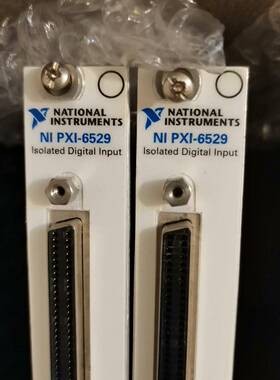 NATIONAL
INSTRUMENTS
NI PXI-6529
Isolated Digital Input
NATIONAL
INSTRUMENTS
NI PXI-6529
Isolated Digital Input